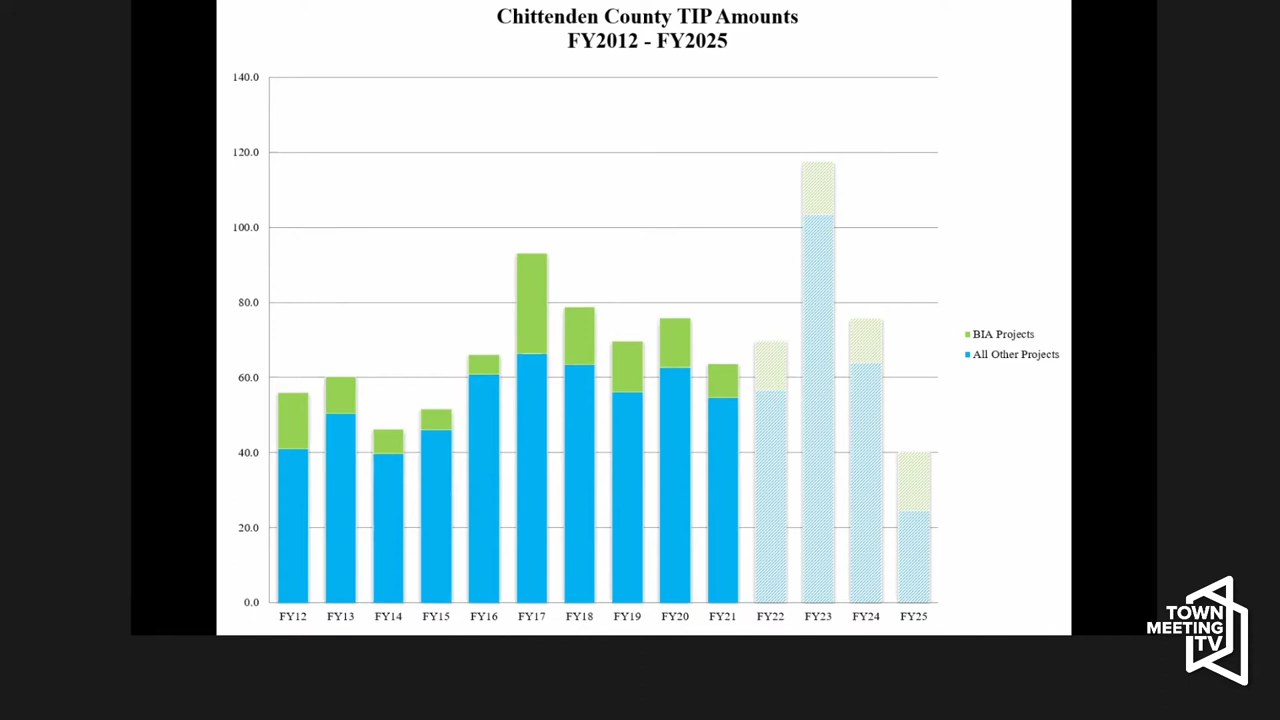 Chittenden County TIP Amounts
FY2012 - FY2025
140.0
120.0
100.0
80.0
60.0
40.0
20.0
0.0
FY12 FY13 FY14 FY15 FY16 FY17 FY18 FY19 FY20 FY21 FY22 FY23 FY24 FY25
BIA Projects
All Other Projects
TOWN
MEETING
TV